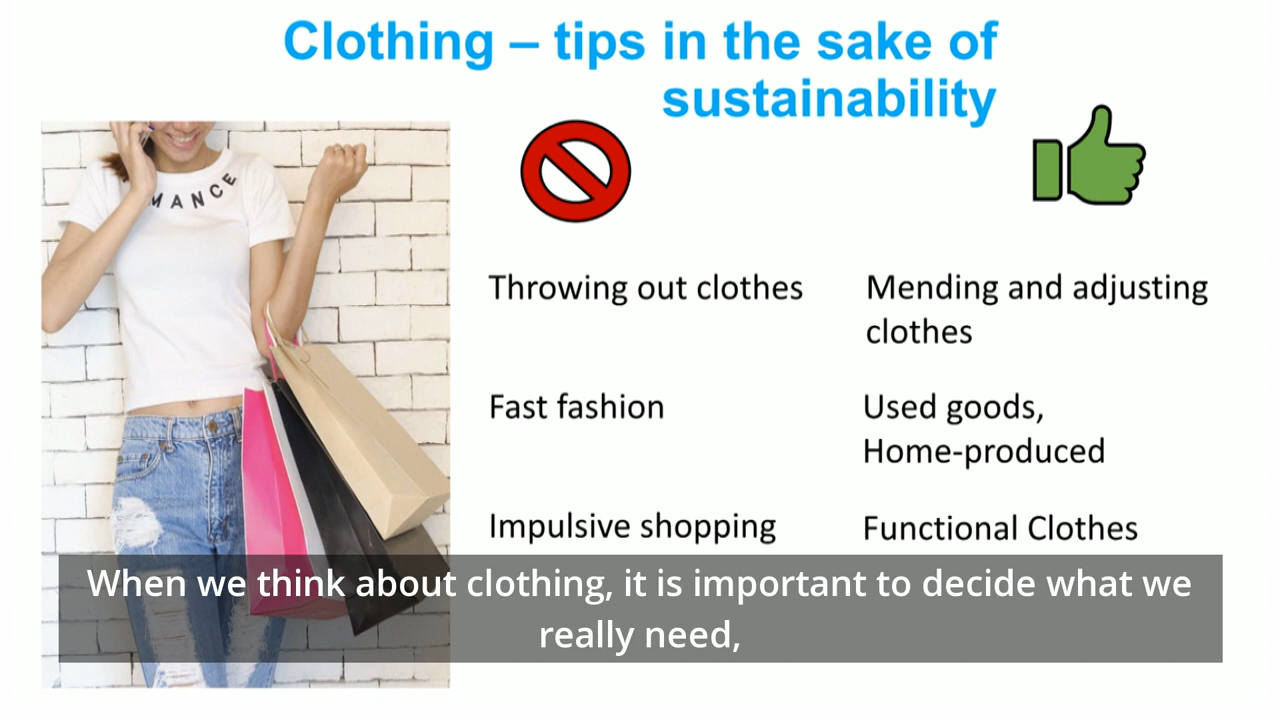 Clothing – tips in the sake of
sustainability
MANCE
Throwing out clothes
Mending and adjusting
clothes
Fast fashion
Used goods,
Home-produced
Impulsive shopping
Functional Clothes
When we think about clothing, it is important to decide what we
really need,